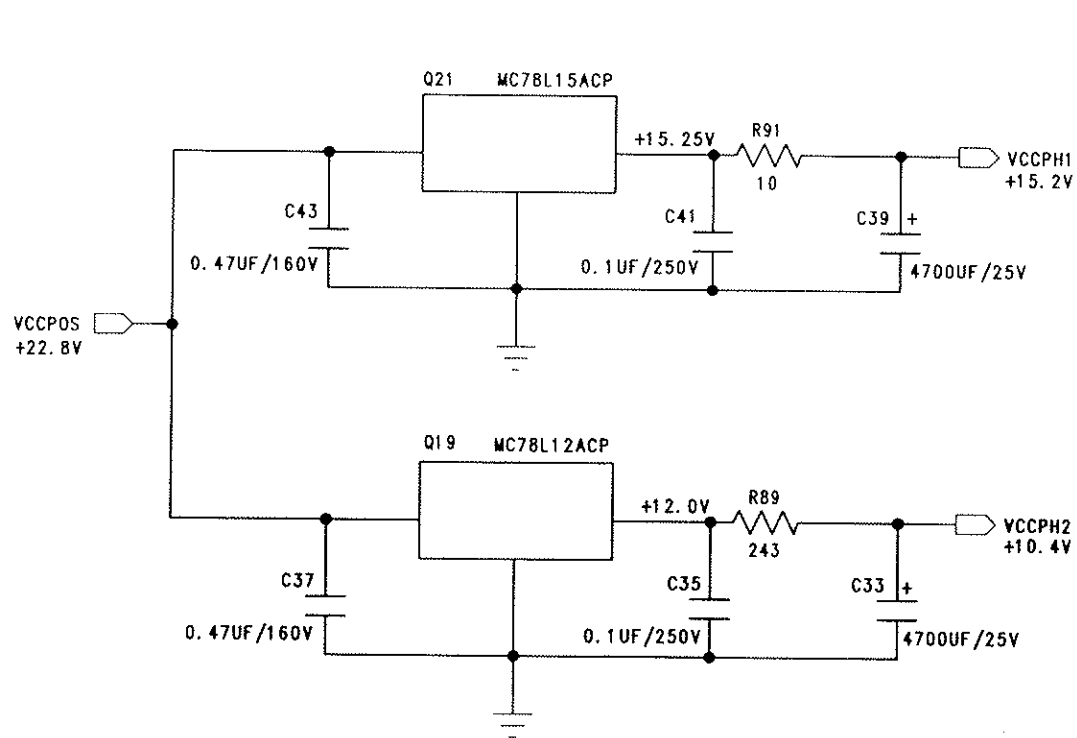 Q21 MC78L15ACP
+15.25V
R91
10
VCCPH1
+15.2V
C43
0.47UF/160V
C41
0.1UF/250V
C39 +
4700UF/25V
VCCPOS
+22.8V
Q19 MC78L12ACP
+12.0V
R89
243
VCCPH2
+10.4V
C37
0.47UF/160V
C35
0.1UF/250V
C33 +
4700UF/25V